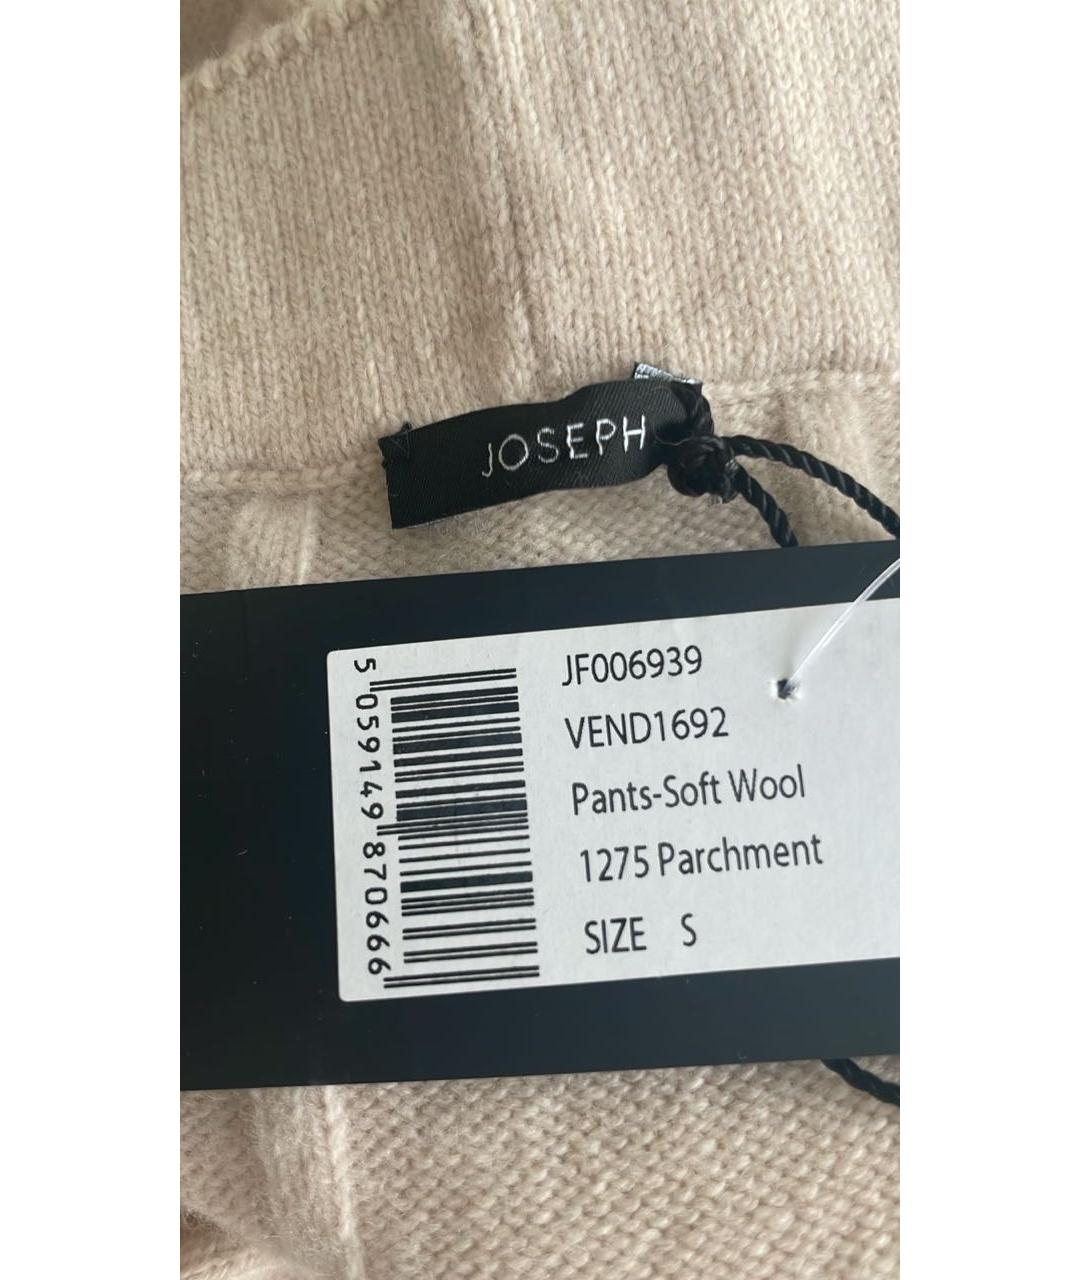 JOSEPH
JF006939
VEND1692
Pants-Soft Wool
1275 Parchment
SIZE S
5 059149 870666